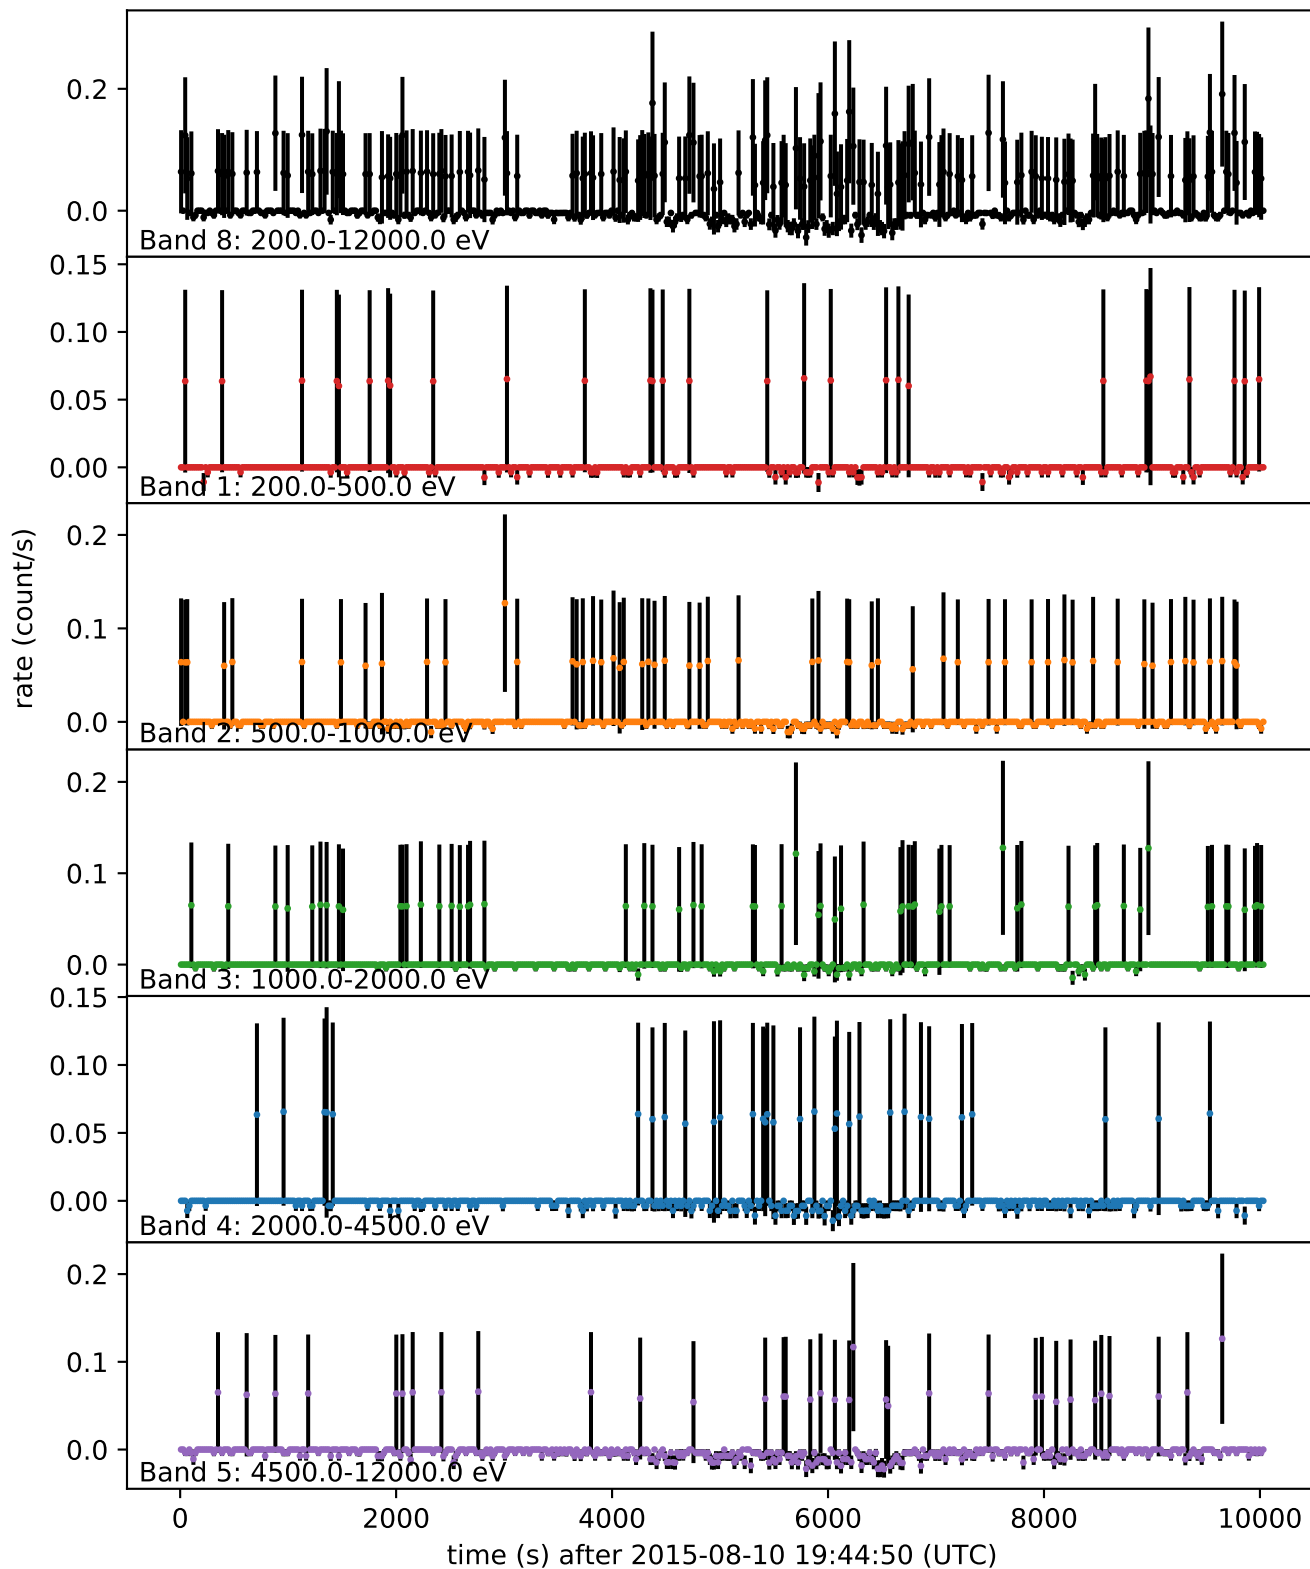 0.2
0.0
Band 8: 200.0-12000.0 eV
0.15
0.10
0.05
0.00
Band 1: 200.0-500.0 eV
rate (count/s)
0.2
0.1
0.0
Band 2: 500.0-1000.0 eV
0.2
0.1
0.0
Band 3: 1000.0-2000.0 eV
0.15
0.10
0.05
0.00
Band 4: 2000.0-4500.0 eV
0.2
0.1
0.0
Band 5: 4500.0-12000.0 eV
0 2000 4000 6000 8000 10000
time (s) after 2015-08-10 19:44:50 (UTC)